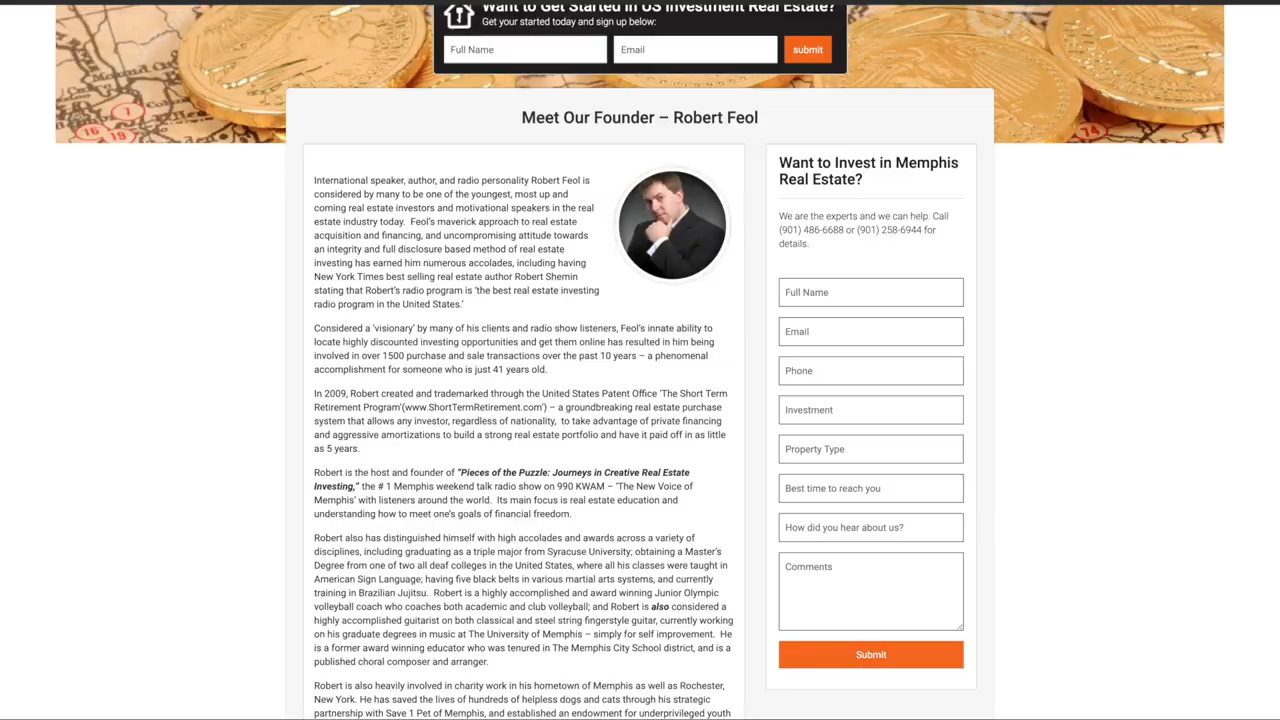 Want to Get Started in US Investment Real Estate?
Get your started today and sign up below:
Full Name
Email
submit
1
16
19
74
Meet Our Founder – Robert Feol
International speaker, author, and radio personality Robert Feol is
considered by many to be one of the youngest, most up and
coming real estate investors and motivational speakers in the real
estate industry today.  Feol's maverick approach to real estate
acquisition and financing, and uncompromising attitude towards
an integrity and full disclosure based method of real estate
investing has earned him numerous accolades, including having
New York Times best selling real estate author Robert Shemin
stating that Robert's radio program is 'the best real estate investing
radio program in the United States.'
Considered a 'visionary' by many of his clients and radio show listeners, Feol's innate ability to
locate highly discounted investing opportunities and get them online has resulted in him being
involved in over 1500 purchase and sale transactions over the past 10 years – a phenomenal
accomplishment for someone who is just 41 years old.
In 2009, Robert created and trademarked through the United States Patent Office 'The Short Term
Retirement Program'(www.ShortTermRetirement.com') – a groundbreaking real estate purchase
system that allows any investor, regardless of nationality,  to take advantage of private financing
and aggressive amortizations to build a strong real estate portfolio and have it paid off in as little
as 5 years.
Robert is the host and founder of "Pieces of the Puzzle: Journeys in Creative Real Estate
Investing," the # 1 Memphis weekend talk radio show on 990 KWAM – 'The New Voice of
Memphis' with listeners around the world.  Its main focus is real estate education and
understanding how to meet one's goals of financial freedom.
Robert also has distinguished himself with high accolades and awards across a variety of
disciplines, including graduating as a triple major from Syracuse University; obtaining a Master's
Degree from one of two all deaf colleges in the United States, where all his classes were taught in
American Sign Language; having five black belts in various martial arts systems, and currently
training in Brazilian Jujitsu.  Robert is a highly accomplished and award winning Junior Olympic
volleyball coach who coaches both academic and club volleyball; and Robert is also considered a
highly accomplished guitarist on both classical and steel string fingerstyle guitar, currently working
on his graduate degrees in music at The University of Memphis – simply for self improvement.  He
is a former award winning educator who was tenured in The Memphis City School district, and is a
published choral composer and arranger.
Robert is also heavily involved in charity work in his hometown of Memphis as well as Rochester,
New York. He has saved the lives of hundreds of helpless dogs and cats through his strategic
partnership with Save 1 Pet of Memphis, and established an endowment for underprivileged youth
Want to Invest in Memphis
Real Estate?
We are the experts and we can help. Call
(901) 486-6688 or (901) 258-6944 for
details.
Full Name
Email
Phone
Investment
Property Type
Best time to reach you
How did you hear about us?
Comments
Submit